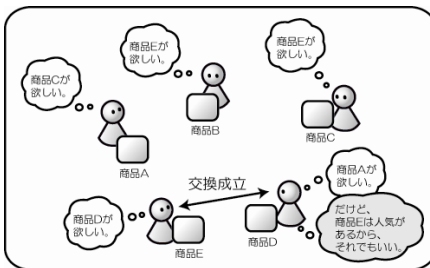 商品Cが
欲しい。
商品A
商品Eが
欲しい。
商品B
商品Eが
欲しい。
商品C
商品Dが
欲しい。
商品E
交換成立
商品Aが
欲しい。
だけど、
商品Eは人気が
あるから、
それでもいい。
商品D